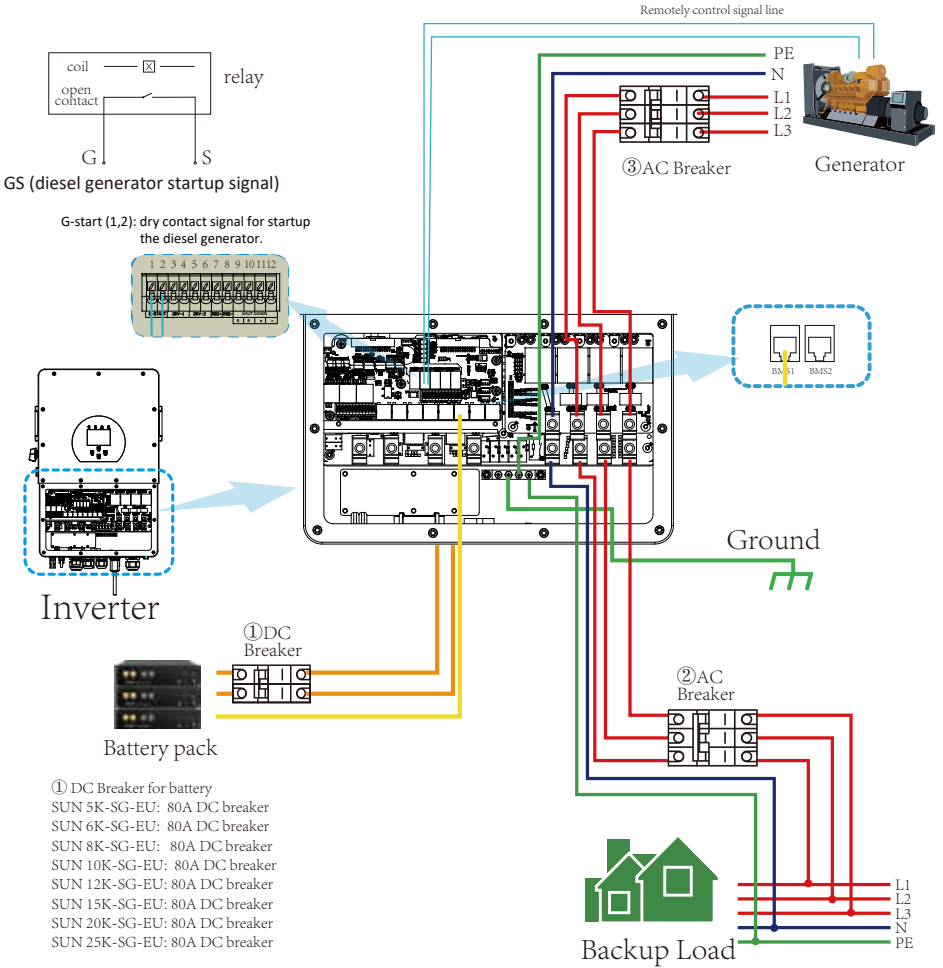 Remotely control signal line
coil
open
contact
relay
G
S
GS (diesel generator startup signal)
PE
N
L1
L2
L3
③AC Breaker
Generator
G-start (1,2): dry contact signal for startup
the diesel generator.
1 2 3 4 5 6 7 8 9 10 11 12
BMS1
BMS2
Inverter
Ground
①DC
Breaker
Battery pack
②AC
Breaker
① DC Breaker for battery
SUN 5K-SG-EU: 80A DC breaker
SUN 6K-SG-EU: 80A DC breaker
SUN 8K-SG-EU: 80A DC breaker
SUN 10K-SG-EU: 80A DC breaker
SUN 12K-SG-EU: 80A DC breaker
SUN 15K-SG-EU: 80A DC breaker
SUN 20K-SG-EU: 80A DC breaker
SUN 25K-SG-EU: 80A DC breaker
Backup Load
L1
L2
L3
N
PE